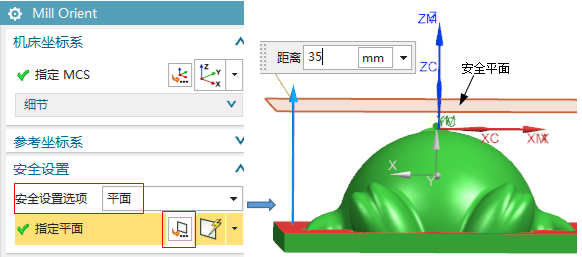 Mill Orient
机床坐标系
指定 MCS
细节
参考坐标系
安全设置
安全设置选项 平面
指定平面
距离 35 mm
安全平面
ZM
Z
ZC
XC
XM
X
X
Y
Z
X
Y